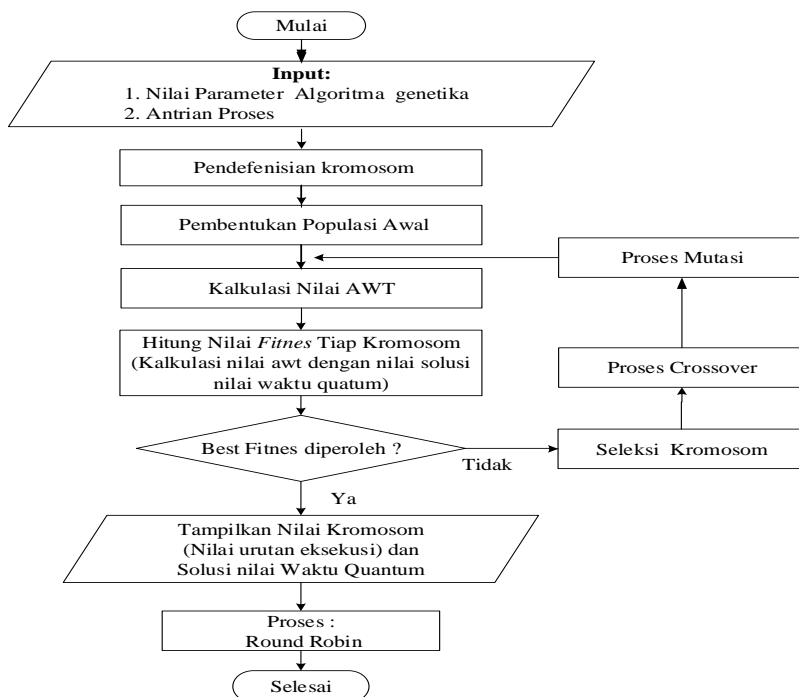 Mulai
Input:
1. Nilai Parameter Algoritma genetika
2. Antrian Proses
Pendefenisian kromosom
Pembentukan Populasi Awal
Proses Mutasi
Kalkulasi Nilai AWT
Hitung Nilai Fitnes Tiap Kromosom
(Kalkulasi nilai awt dengan nilai solusi
nilai waktu quatum)
Proses Crossover
Best Fitnes diperoleh ?
Tidak
Seleksi Kromosom
Ya
Tampilkan Nilai Kromosom
(Nilai urutan eksekusi) dan
Solusi nilai Waktu Quantum
Proses :
Round Robin
Selesai